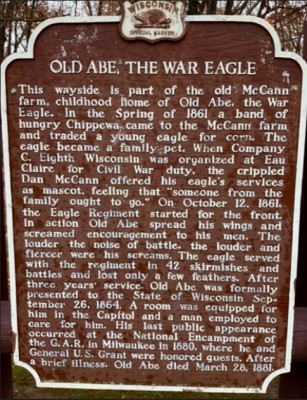 WISCONSIN
OFFICIAL MARKER
OLD ABE, THE WAR EAGLE
This wayside is part of the old McCann
farm, childhood home of Old Abe, the War
Eagle. In the Spring of 1861 a band of
hungry Chippewa came to the McCann farm
and traded a young eagle for corn. The
eagle became a family pet. When Company
C, Eighth Wisconsin was organized at Eau
Claire for Civil War duty, the crippled
Dan McCann offered his eagle's services
as mascot, feeling that "someone from the
family ought to go." On October 12, 1861,
the Eagle Regiment started for the front.
In action Old Abe spread his wings and
screamed encouragement to his men. The
louder the noise of battle, the louder and
fiercer were his screams. The eagle served
with the regiment in 42 skirmishes and
battles and lost only a few feathers. After
three years' service, Old Abe was formally
presented to the State of Wisconsin Sep-
tember 26, 1864. A room was equipped for
him in the Capitol and a man employed to
care for him. His last public appearance
occurred at the National Encampment of
the G.A.R. in Milwaukee in 1880, where he and
General U.S. Grant were honored guests. After
a brief illness, Old Abe died March 28, 1881.